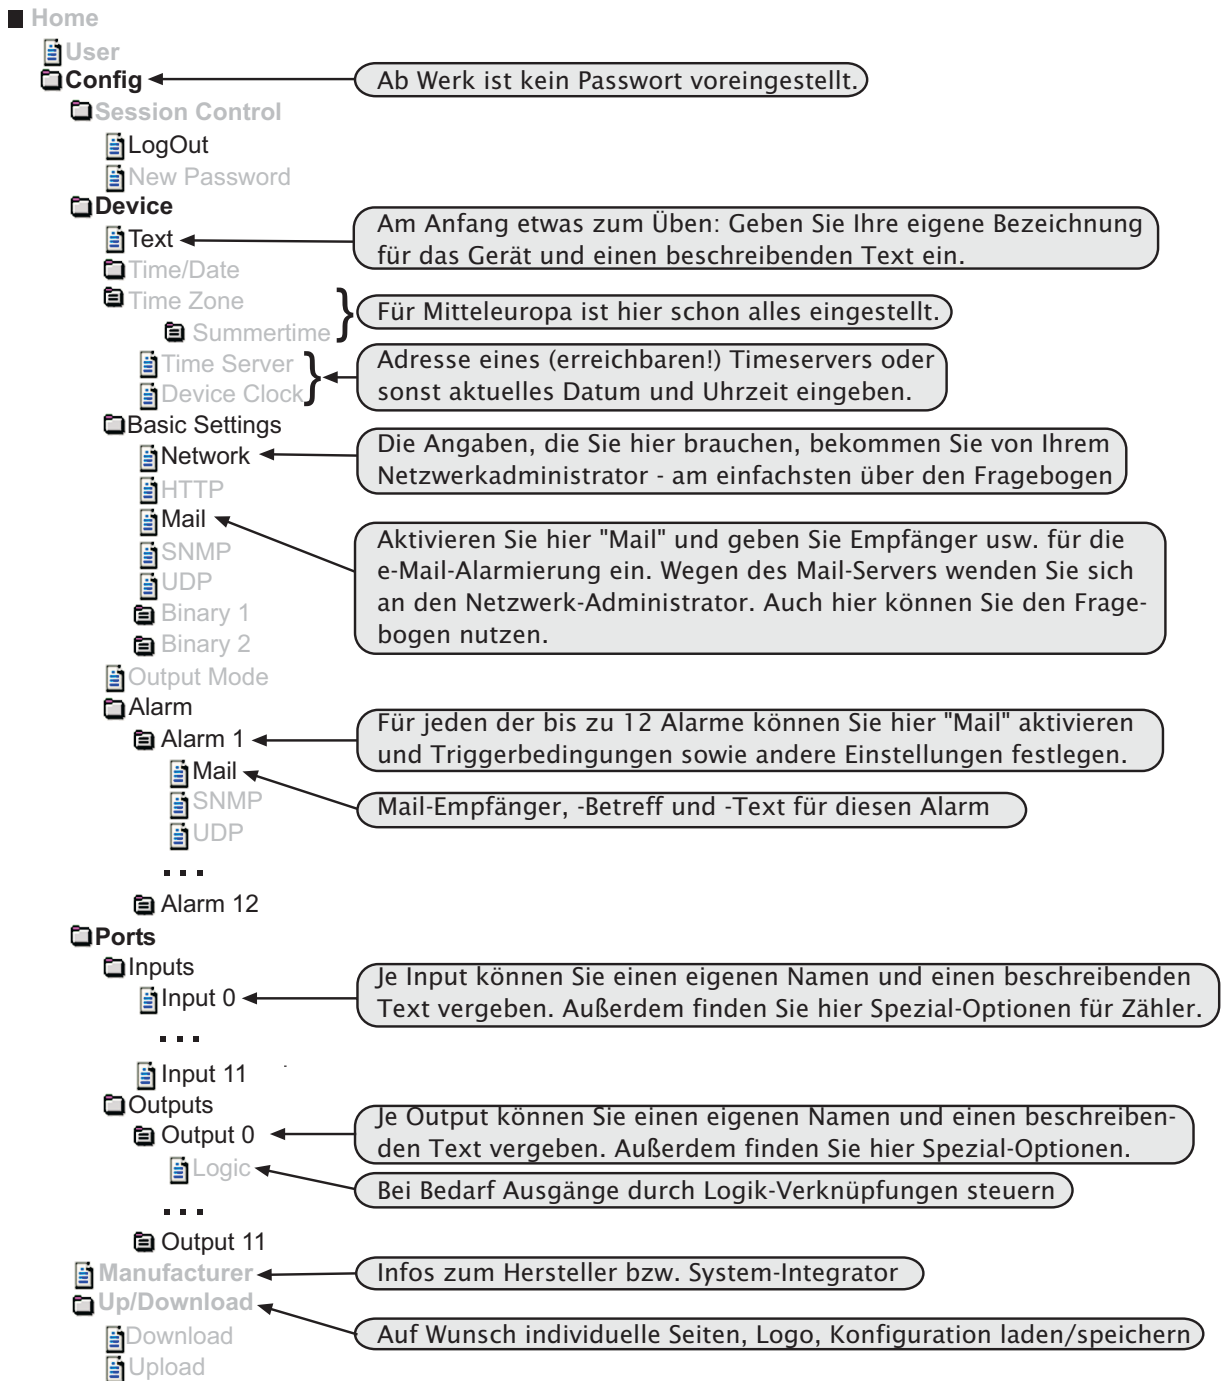 Home
User
Config
Ab Werk ist kein Passwort voreingestellt.
Session Control
LogOut
New Password
Device
Text
Am Anfang etwas zum Üben: Geben Sie Ihre eigene Bezeichnung
für das Gerät und einen beschreibenden Text ein.
Time/Date
Time Zone
Summertime
Für Mitteleuropa ist hier schon alles eingestellt.
Time Server
Device Clock
Adresse eines (erreichbaren!) Timeservers oder
sonst aktuelles Datum und Uhrzeit eingeben.
Basic Settings
Network
Die Angaben, die Sie hier brauchen, bekommen Sie von Ihrem
Netzwerkadministrator - am einfachsten über den Fragebogen
HTTP
Mail
Aktivieren Sie hier "Mail" und geben Sie Empfänger usw. für die
e-Mail-Alarmierung ein. Wegen des Mail-Servers wenden Sie sich
an den Netzwerk-Administrator. Auch hier können Sie den Frage-
bogen nutzen.
SNMP
UDP
Binary 1
Binary 2
Output Mode
Alarm
Alarm 1
Für jeden der bis zu 12 Alarme können Sie hier "Mail" aktivieren
und Triggerbedingungen sowie andere Einstellungen festlegen.
Mail
Mail-Empfänger, -Betreff und -Text für diesen Alarm
SNMP
UDP
...
Alarm 12
Ports
Inputs
Input 0
Je Input können Sie einen eigenen Namen und einen beschreibenden
Text vergeben. Außerdem finden Sie hier Spezial-Optionen für Zähler.
...
Input 11
Outputs
Output 0
Je Output können Sie einen eigenen Namen und einen beschreiben-
den Text vergeben. Außerdem finden Sie hier Spezial-Optionen.
Logic
Bei Bedarf Ausgänge durch Logik-Verknüpfungen steuern
...
Output 11
Manufacturer
Infos zum Hersteller bzw. System-Integrator
Up/Download
Auf Wunsch individuelle Seiten, Logo, Konfiguration laden/speichern
Download
Upload